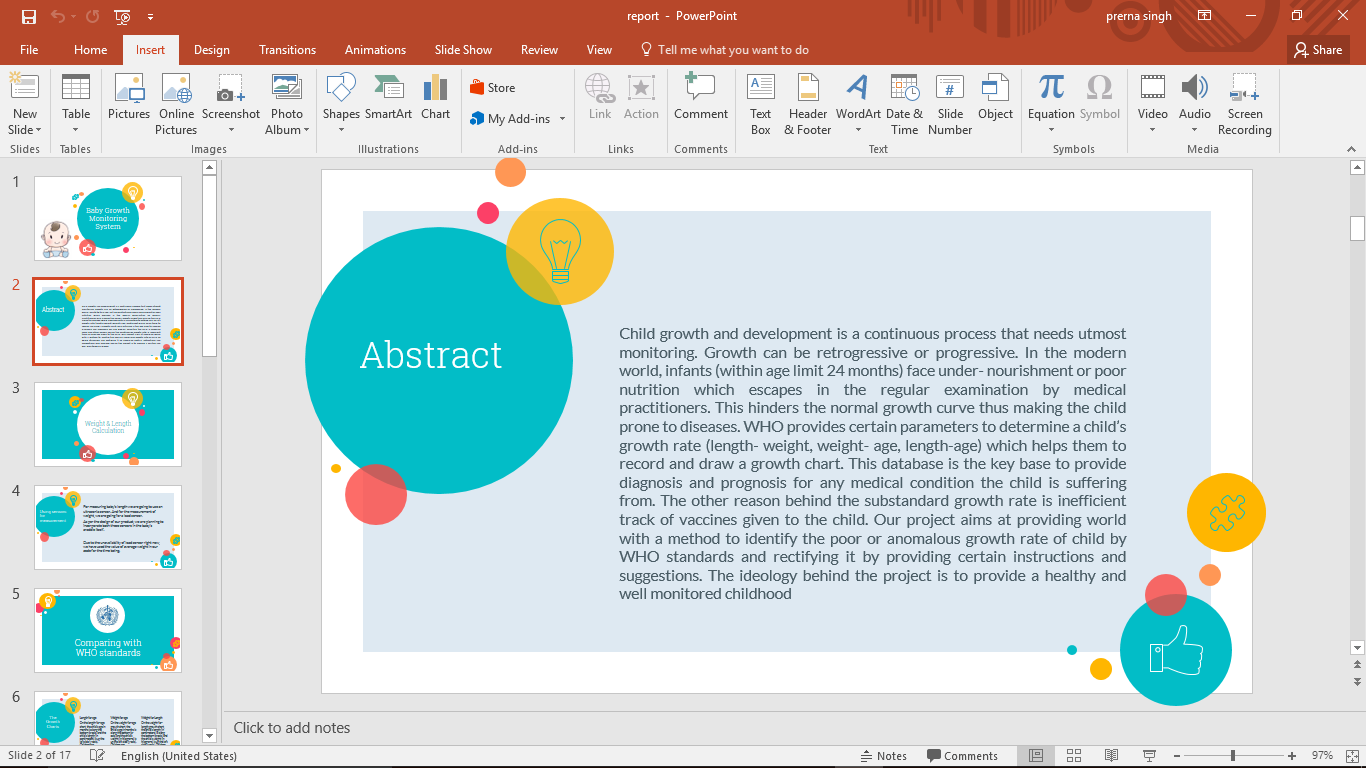 report - PowerPoint
prerna singh
File Home Insert Design Transitions Animations Slide Show Review View Tell me what you want to do Share
New Slide
Table
Pictures
Online Pictures
Screenshot
Photo Album
Shapes
SmartArt
Chart
Store
My Add-ins
Link
Action
Comment
Text Box
Header & Footer
WordArt
Date & Time
Slide Number
Object
Equation
Symbol
Video
Audio
Screen Recording
Slides Tables Images Illustrations Add-ins Links Comments Text Symbols Media
1
Baby Growth
Monitoring
System
2
Abstract
3
Weight & Length
Calculation
4
5
Comparing with
WHO standards
6
Abstract
Child growth and development is a continuous process that needs utmost
monitoring. Growth can be retrogressive or progressive. In the modern
world, infants (within age limit 24 months) face under- nourishment or poor
nutrition which escapes in the regular examination by medical
practitioners. This hinders the normal growth curve thus making the child
prone to diseases. WHO provides certain parameters to determine a child's
growth rate (length- weight, weight- age, length-age) which helps them to
record and draw a growth chart. This database is the key base to provide
diagnosis and prognosis for any medical condition the child is suffering
from. The other reason behind the substandard growth rate is inefficient
track of vaccines given to the child. Our project aims at providing world
with a method to identify the poor or anomalous growth rate of child by
WHO standards and rectifying it by providing certain instructions and
suggestions. The ideology behind the project is to provide a healthy and
well monitored childhood
Click to add notes
Slide 2 of 17 English (United States) Notes Comments 97%